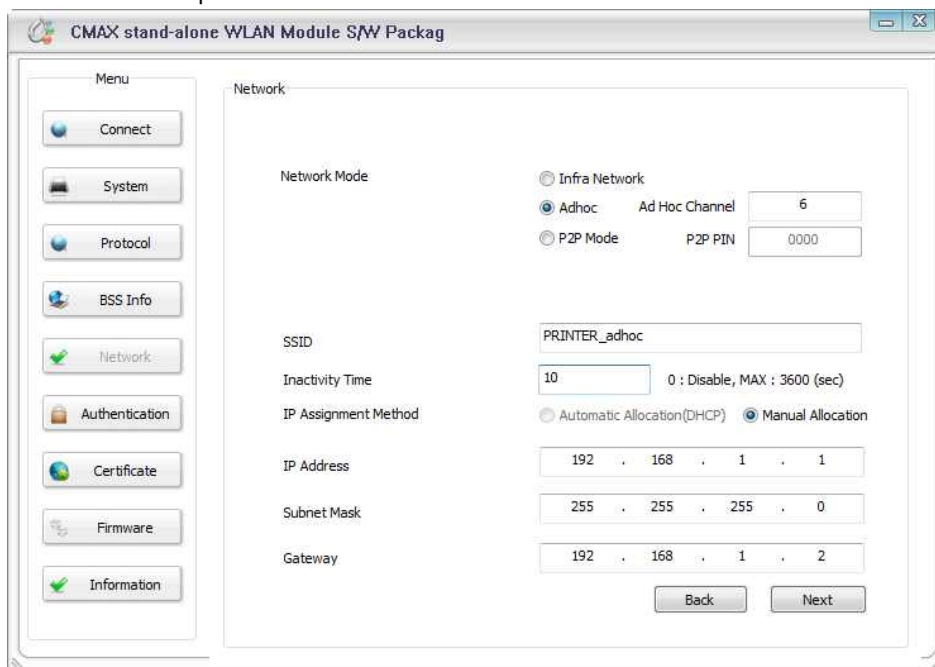 CMAX stand-alone WLAN Module S/W Packag
Menu
Connect
System
Protocol
BSS Info
Network
Authentication
Certificate
Firmware
Information
Network
Network Mode
Infra Network
Adhoc Ad Hoc Channel 6
P2P Mode P2P PIN 0000
SSID PRINTER_adhoc
Inactivity Time 10 0 : Disable, MAX : 3600 (sec)
IP Assignment Method Automatic Allocation(DHCP) Manual Allocation
IP Address 192 . 168 . 1 . 1
Subnet Mask 255 . 255 . 255 . 0
Gateway 192 . 168 . 1 . 2
Back Next